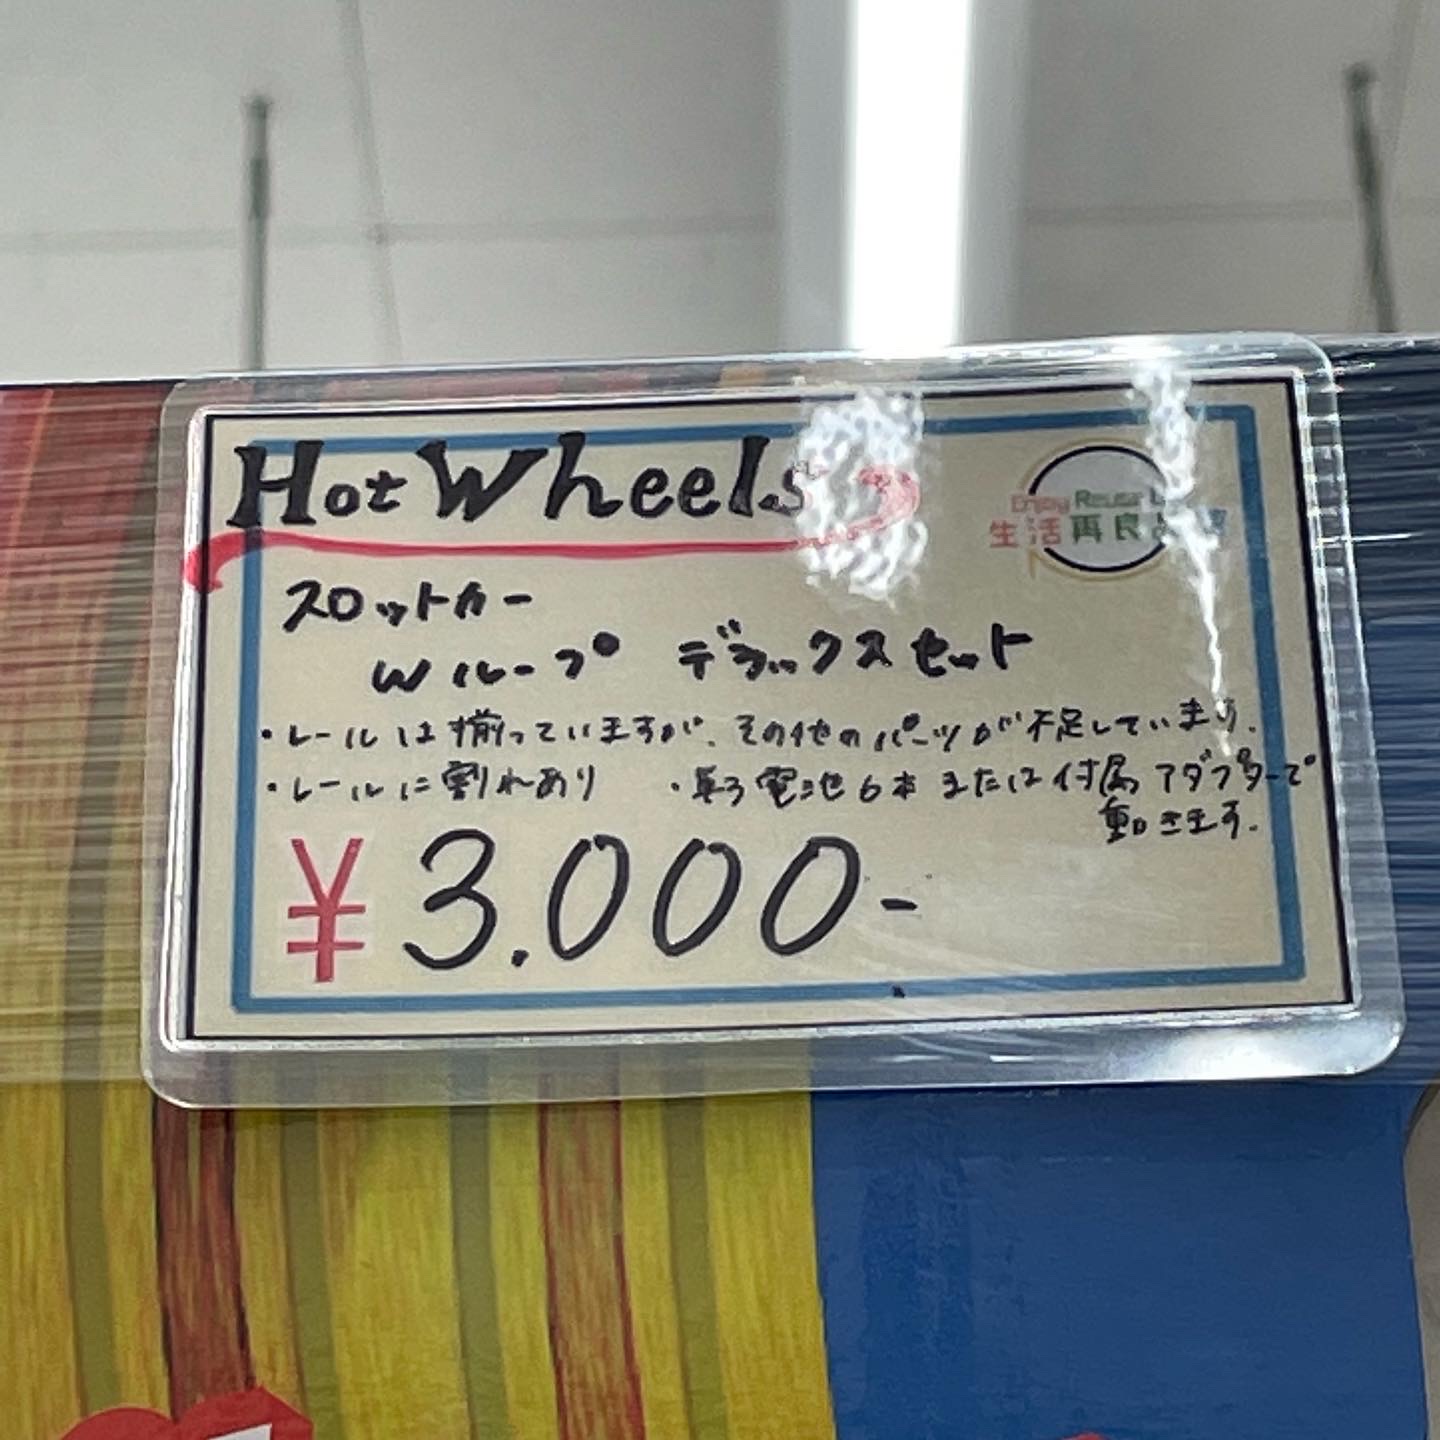 Hot Wheels
Enjoy Reuse
生活再良
スロットカー
Wループ デラックスセット
・レールは揃っていますが、その他のパーツが不足しています.
・レールに割れあり ・単3電池6本または付属アダプターで
動きます.
¥3.000-